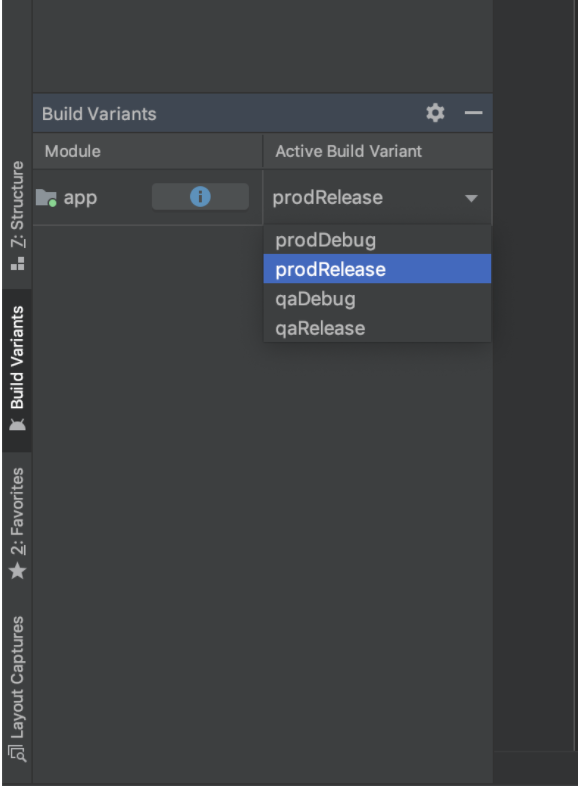 Build Variants
Module
Active Build Variant
app
prodRelease
prodDebug
prodRelease
qaDebug
qaRelease
7: Structure
Build Variants
2: Favorites
Layout Captures